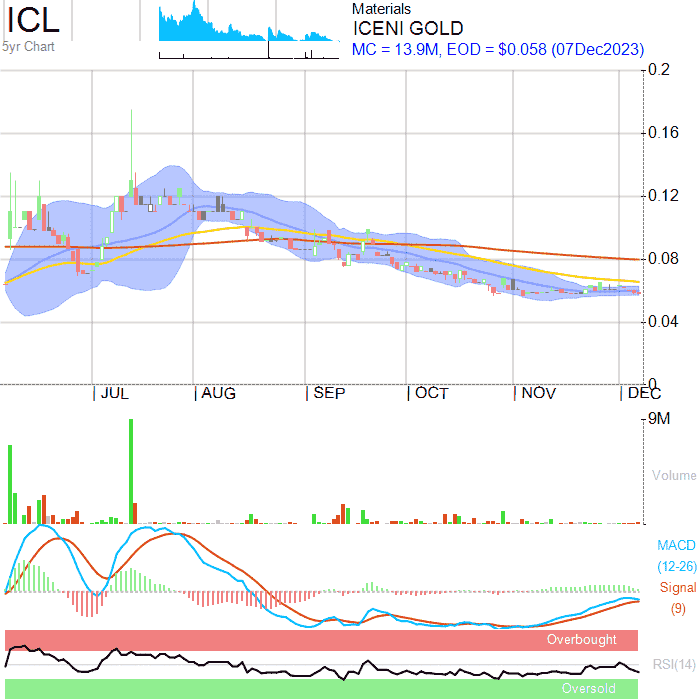 ICL
5yr Chart
Materials
ICENI GOLD
MC = 13.9M, EOD = $0.058 (07Dec2023)
0.2
0.16
0.12
0.08
0.04
0
JUL AUG SEP OCT NOV DEC
9M
Volume
MACD
(12-26)
Signal
(9)
Overbought
RSI(14)
Oversold